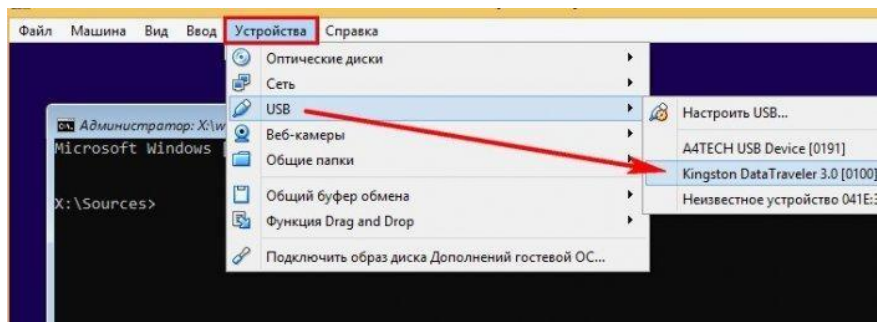 Файл Машина Вид Ввод Устройства Справка
Оптические диски
Сеть
USB
Настроить USB...
Администратор: X:\w
Веб-камеры
A4TECH USB Device [0191]
Microsoft Windows
Общие папки
Kingston DataTraveler 3.0 [0100]
X:\Sources>
Общий буфер обмена
Неизвестное устройство 041E:3
Функция Drag and Drop
Подключить образ диска Дополнений гостевой ОС...